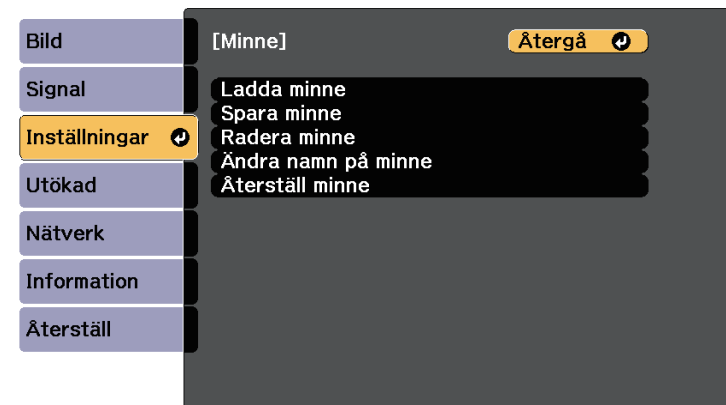 Bild
Signal
Inställningar
Utökad
Nätverk
Information
Återställ
[Minne]
Återgå
Ladda minne
Spara minne
Radera minne
Ändra namn på minne
Återställ minne